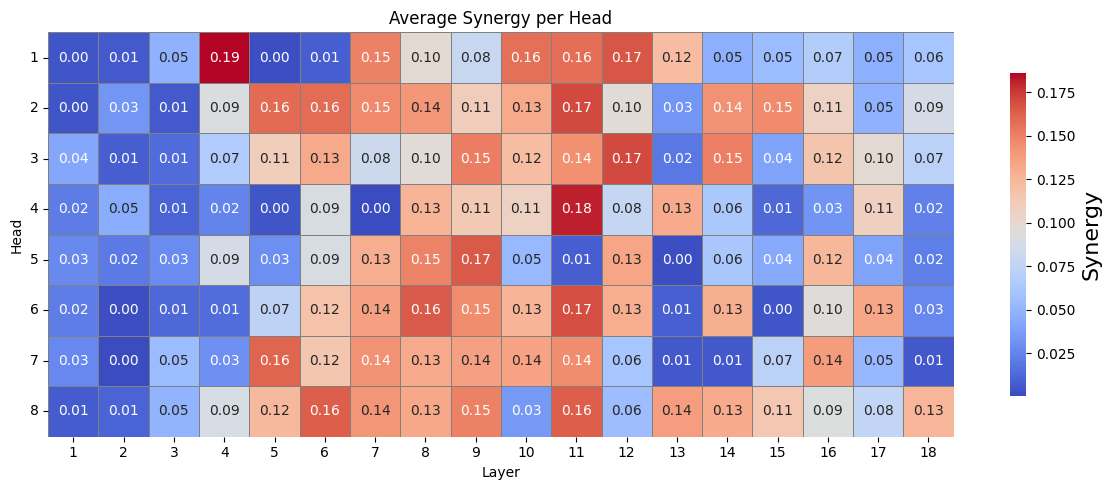 Average Synergy per Head
1 0.00 0.01 0.05 0.19 0.00 0.01 0.15 0.10 0.08 0.16 0.16 0.17 0.12 0.05 0.05 0.07 0.05 0.06
2 0.00 0.03 0.01 0.09 0.16 0.16 0.15 0.14 0.11 0.13 0.17 0.10 0.03 0.14 0.15 0.11 0.05 0.09
3 0.04 0.01 0.01 0.07 0.11 0.13 0.08 0.10 0.15 0.12 0.14 0.17 0.02 0.15 0.04 0.12 0.10 0.07
4 0.02 0.05 0.01 0.02 0.00 0.09 0.00 0.13 0.11 0.11 0.18 0.08 0.13 0.06 0.01 0.03 0.11 0.02
5 0.03 0.02 0.03 0.09 0.03 0.09 0.13 0.15 0.17 0.05 0.01 0.13 0.00 0.06 0.04 0.12 0.04 0.02
6 0.02 0.00 0.01 0.01 0.07 0.12 0.14 0.16 0.15 0.13 0.17 0.13 0.01 0.13 0.00 0.10 0.13 0.03
7 0.03 0.00 0.05 0.03 0.16 0.12 0.14 0.13 0.14 0.14 0.14 0.06 0.01 0.01 0.07 0.14 0.05 0.01
8 0.01 0.01 0.05 0.09 0.12 0.16 0.14 0.13 0.15 0.03 0.16 0.06 0.14 0.13 0.11 0.09 0.08 0.13
1 2 3 4 5 6 7 8 9 10 11 12 13 14 15 16 17 18
Layer
Head
0.175
0.150
0.125
0.100
0.075
0.050
0.025
Synergy